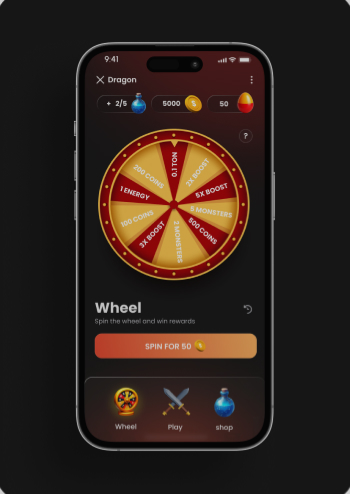 9:41
Dragon
+ 2/5
5000
50
?
0.1 TON
2X BOOST
5X BOOST
5 MONSTERS
500 COINS
2 MONSTERS
3X BOOST
100 COINS
1 ENERGY
200 COINS
Wheel
Spin the wheel and win rewards
SPIN FOR 50
Wheel
Play
shop